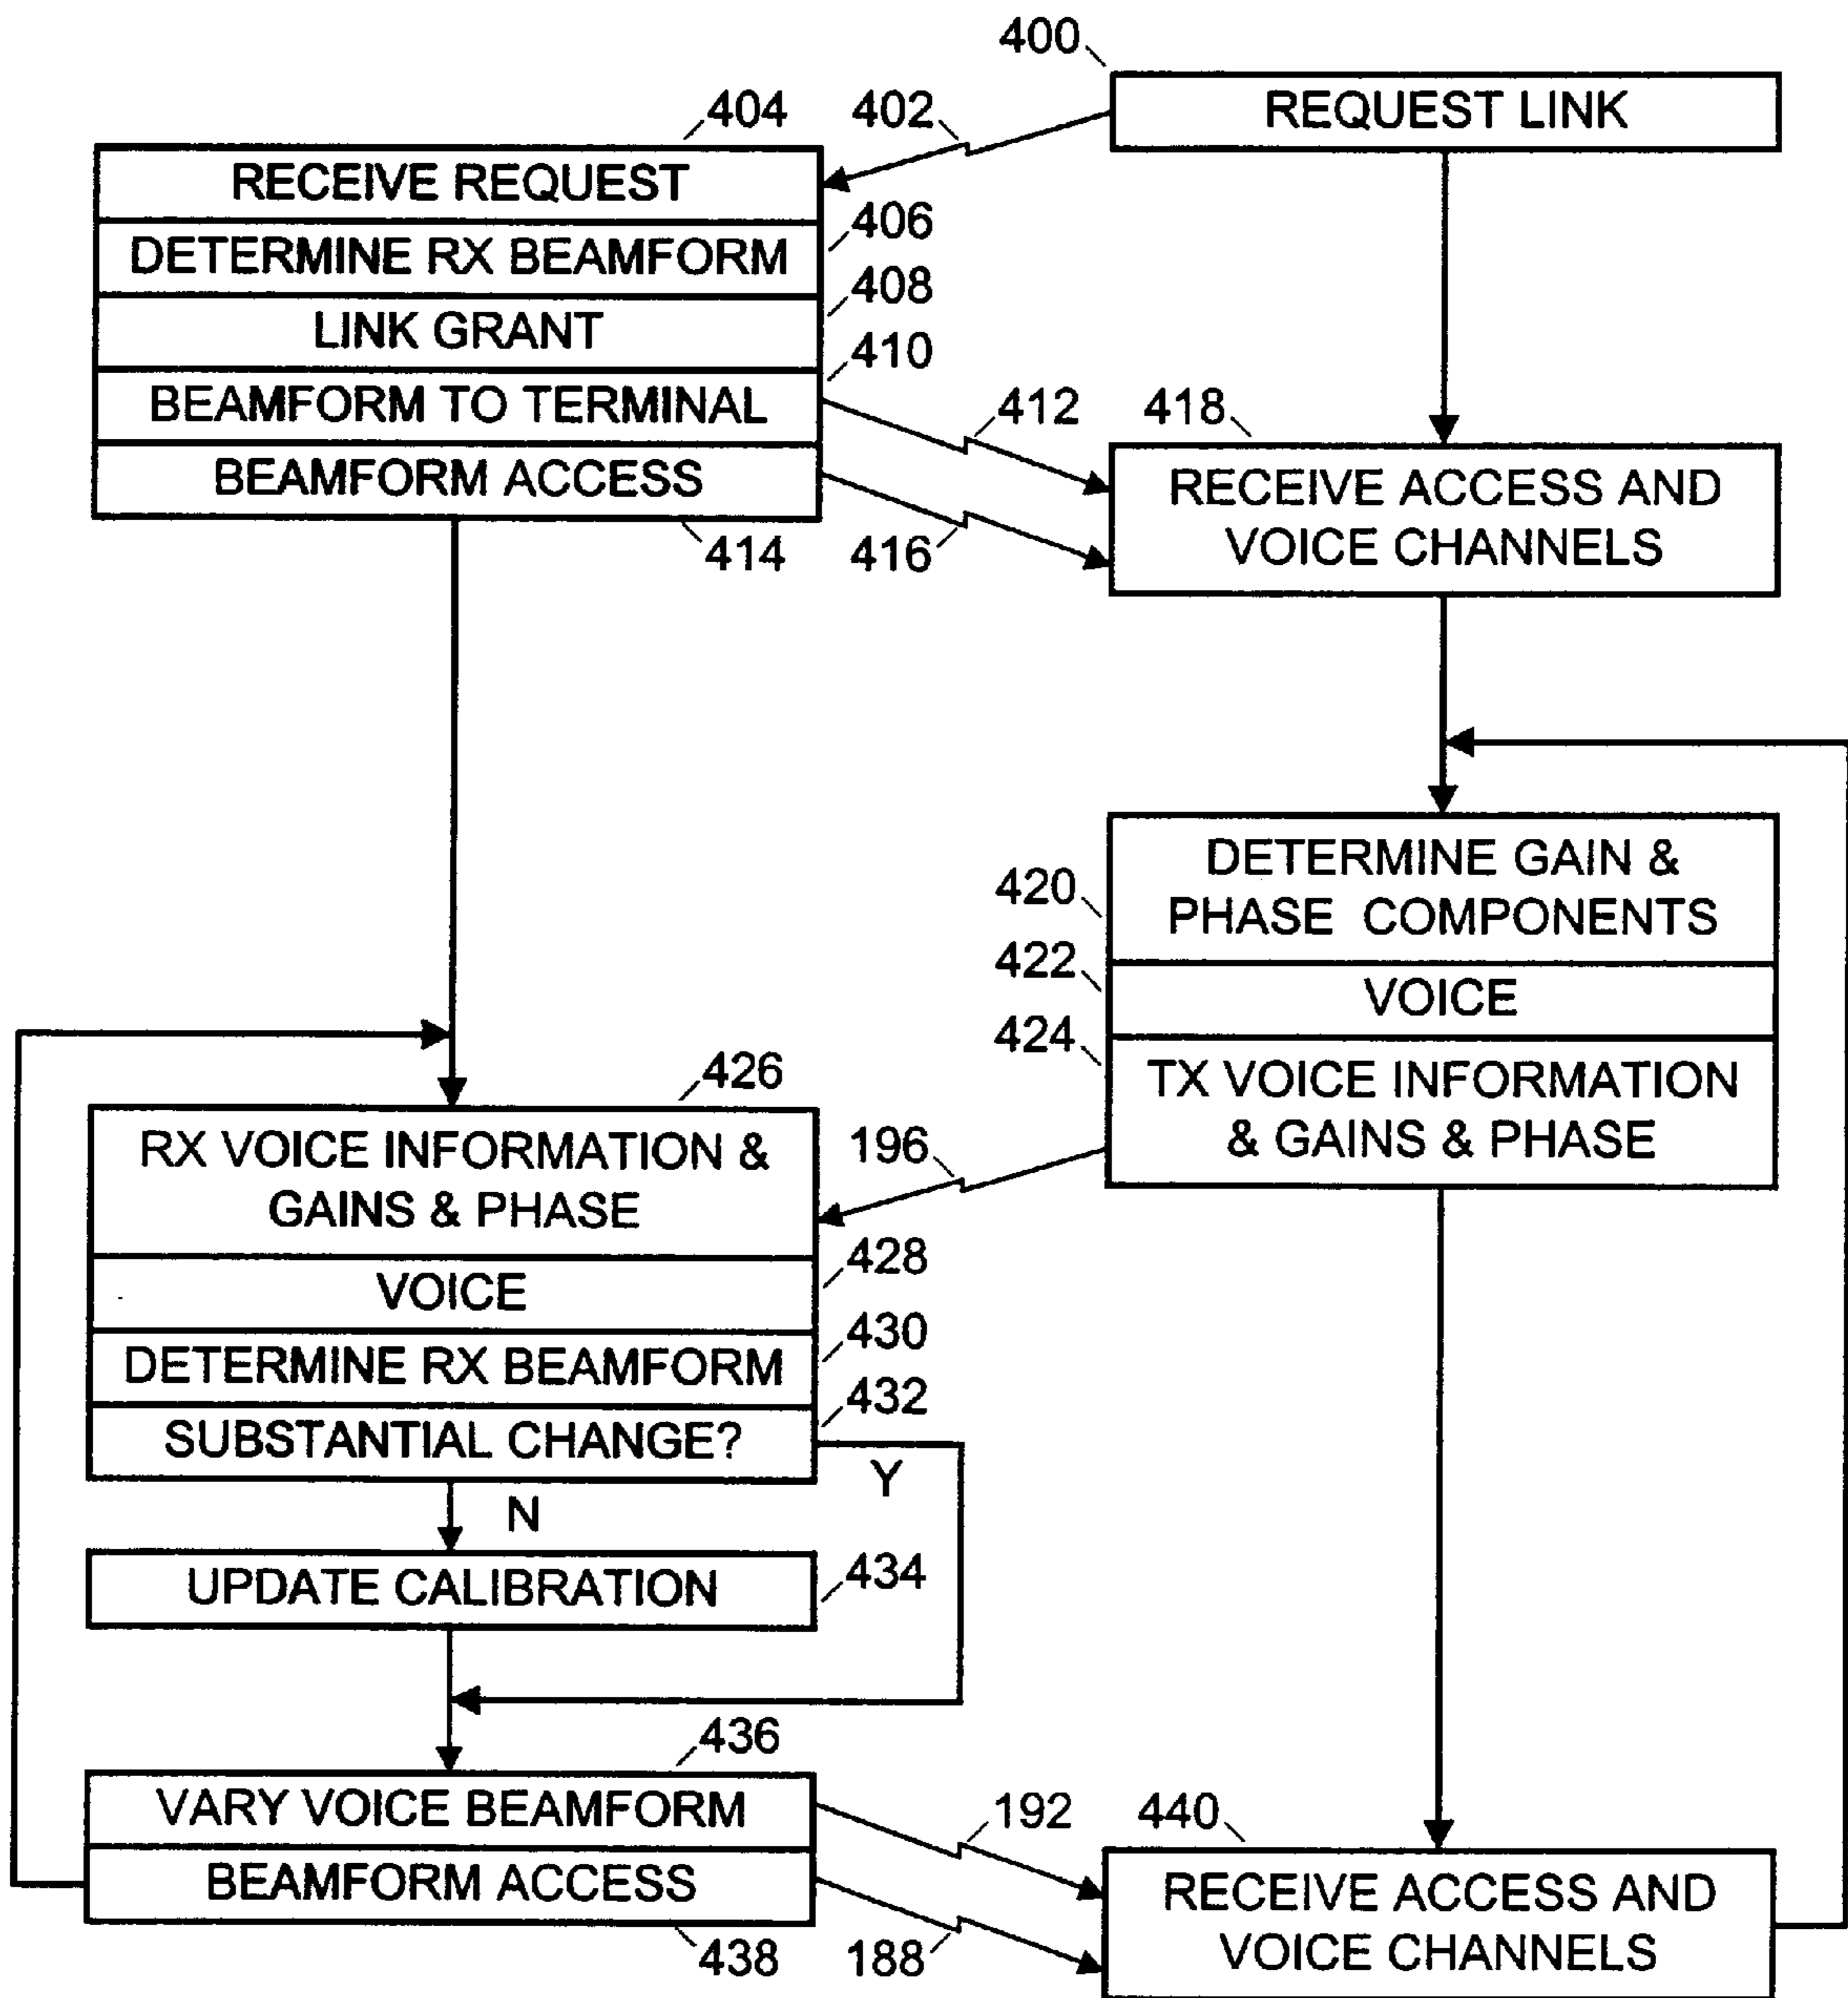 400
REQUEST LINK
404
402
RECEIVE REQUEST
406
DETERMINE RX BEAMFORM
408
LINK GRANT
410
BEAMFORM TO TERMINAL
412
418
BEAMFORM ACCESS
RECEIVE ACCESS AND
VOICE CHANNELS
414
416
DETERMINE GAIN &
PHASE COMPONENTS
420
422
VOICE
424
TX VOICE INFORMATION
& GAINS & PHASE
426
RX VOICE INFORMATION &
GAINS & PHASE
196
428
VOICE
430
DETERMINE RX BEAMFORM
432
SUBSTANTIAL CHANGE?
Y
N
UPDATE CALIBRATION
434
436
VARY VOICE BEAMFORM
192
440
BEAMFORM ACCESS
RECEIVE ACCESS AND
VOICE CHANNELS
438
188